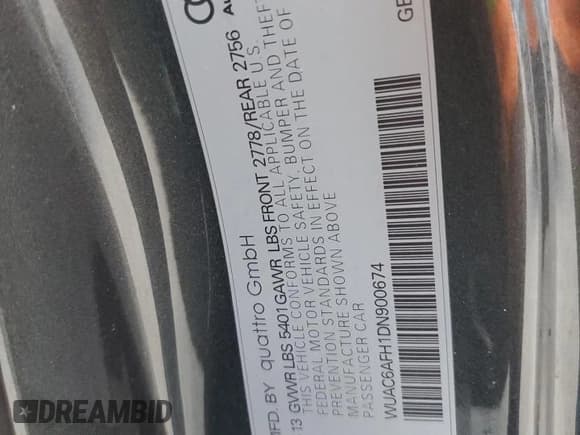 MFD. BY quattro GmbH
13 GVWR LBS 5401 GAWR LBS FRONT 2778/REAR 2756
THIS VEHICLE CONFORMS TO ALL APPLICABLE U.S.
FEDERAL MOTOR VEHICLE SAFETY, BUMPER AND THEFT
PREVENTION STANDARDS IN EFFECT ON THE DATE OF
MANUFACTURE SHOWN ABOVE
PASSENGER CAR
WUAC6AFH1DN900674
DREAMBID